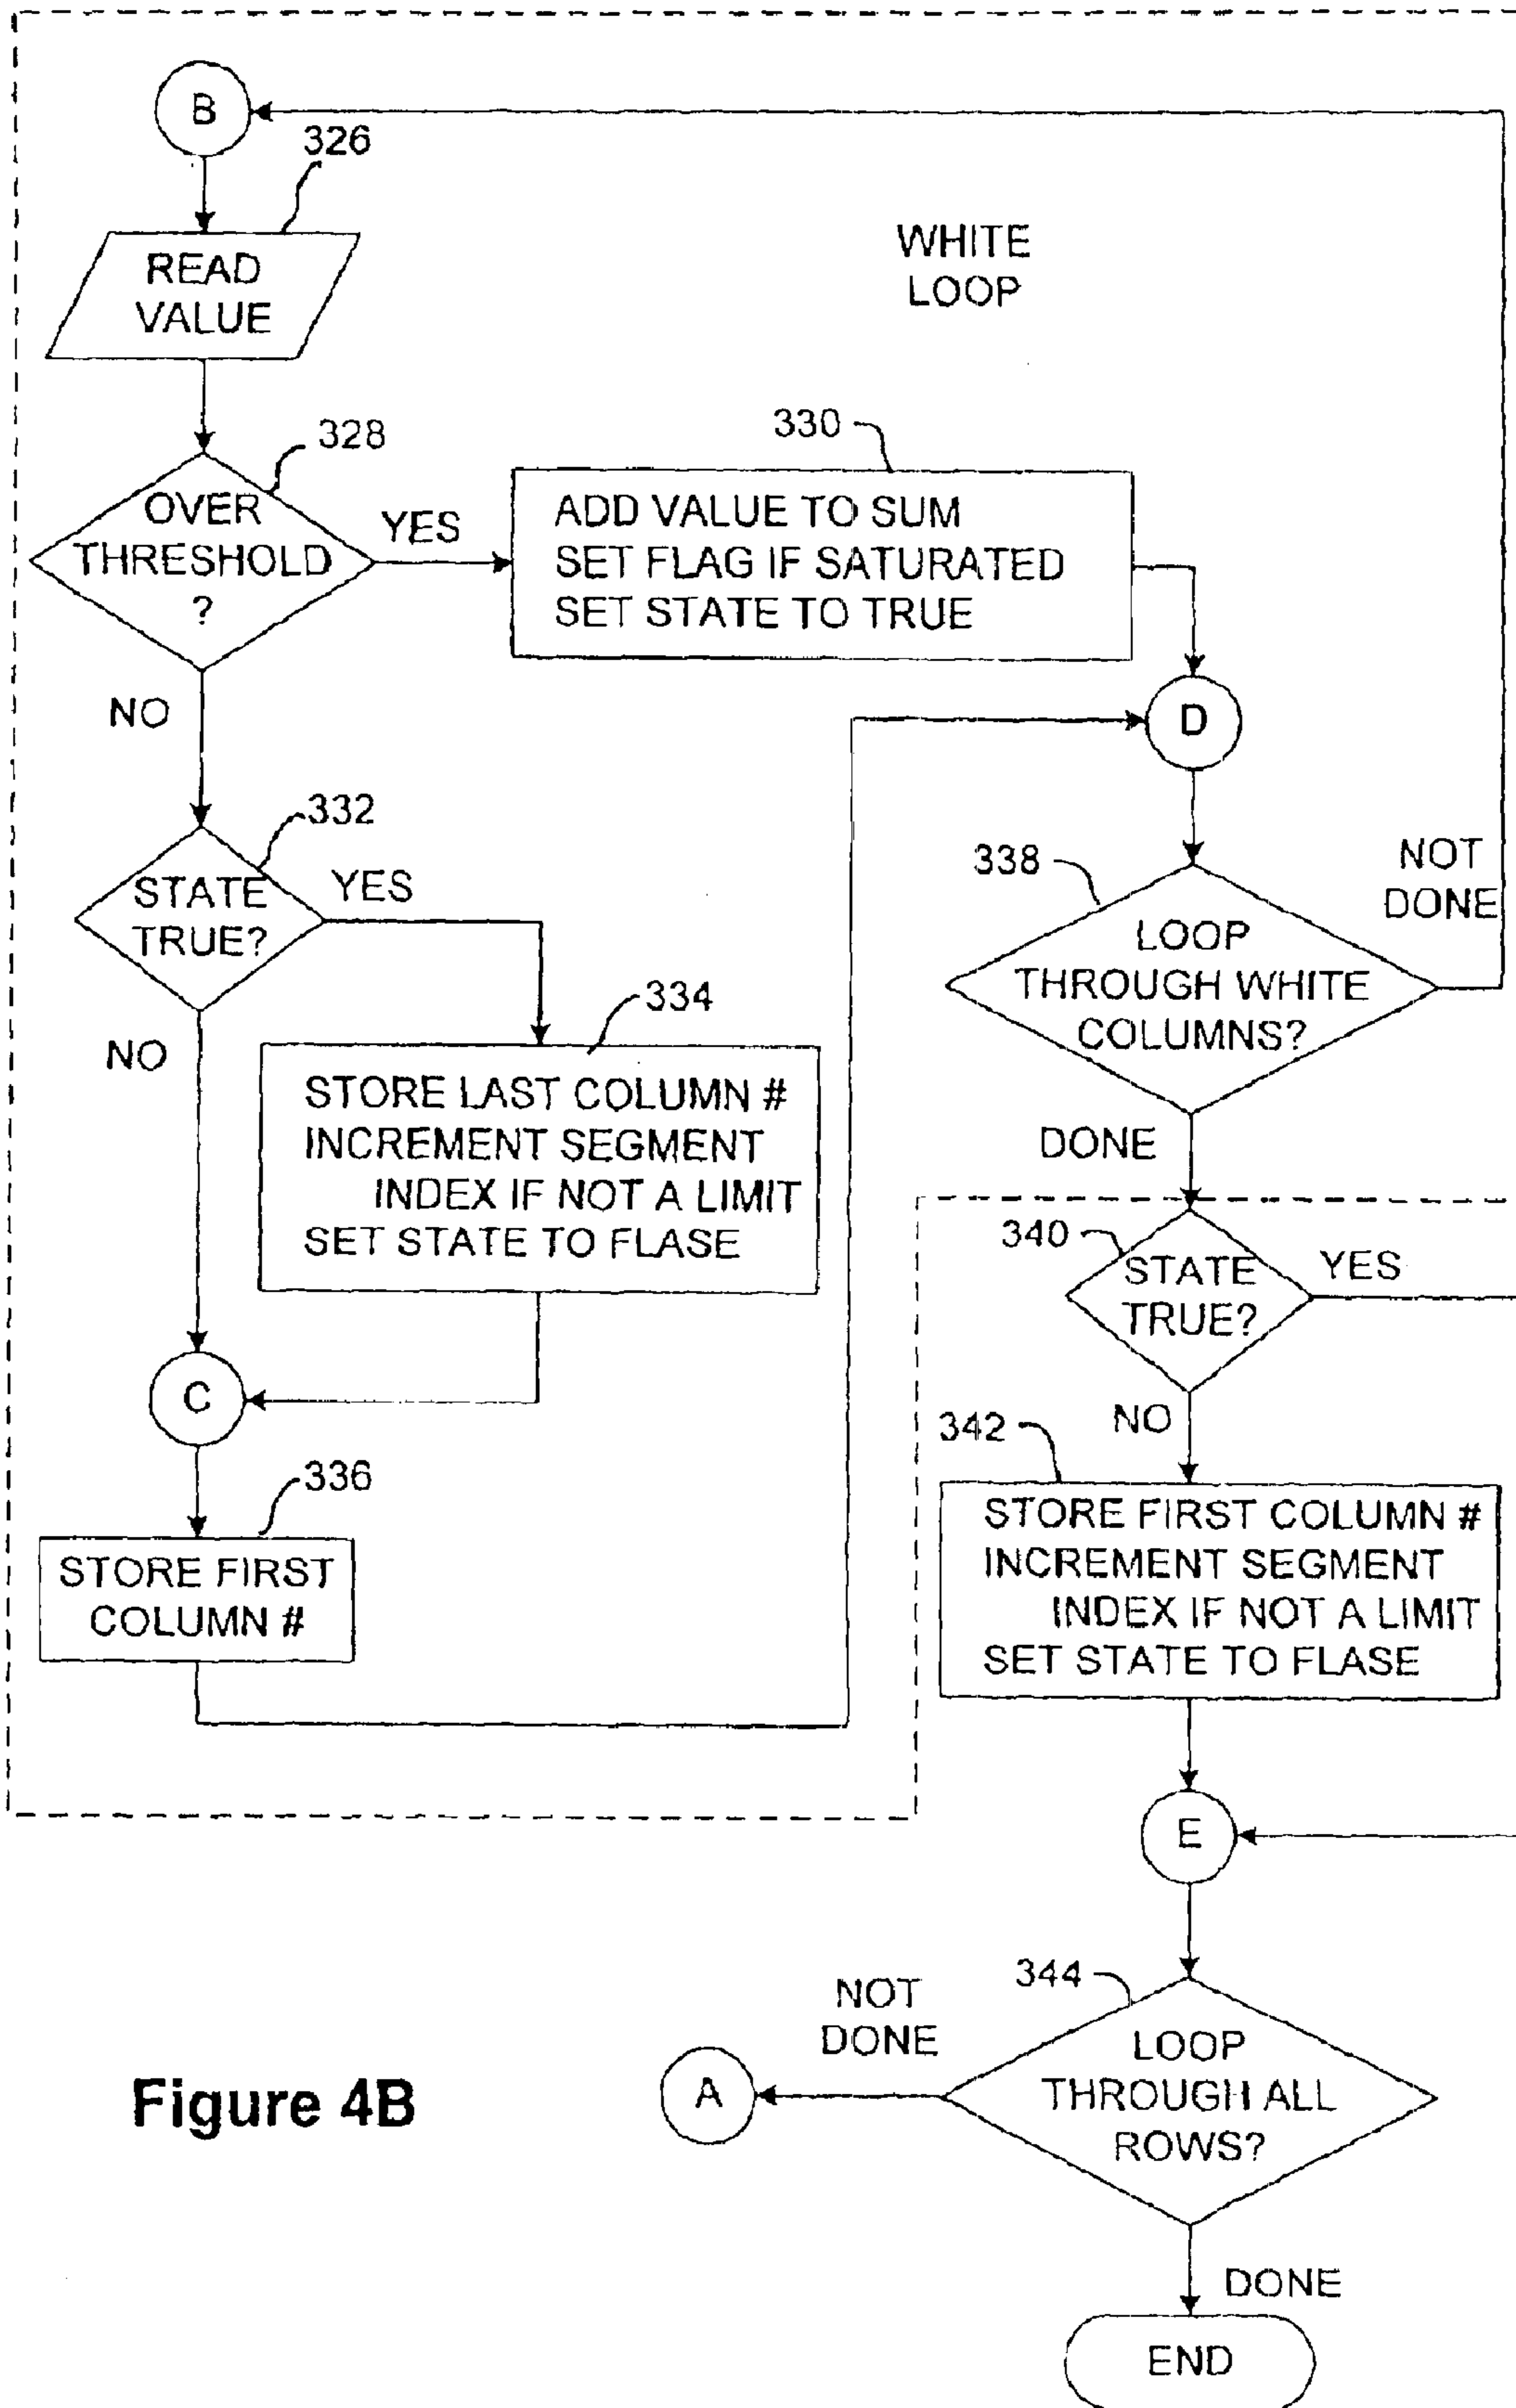 B
326
READ
VALUE
WHITE
LOOP
328
OVER
THRESHOLD
?
YES
330
ADD VALUE TO SUM
SET FLAG IF SATURATED
SET STATE TO TRUE
NO
D
332
STATE
TRUE?
YES
334
STORE LAST COLUMN #
INCREMENT SEGMENT
INDEX IF NOT A LIMIT
SET STATE TO FLASE
NO
C
336
STORE FIRST
COLUMN #
338
LOOP
THROUGH WHITE
COLUMNS?
NOT
DONE
DONE
340
STATE
TRUE?
YES
NO
342
STORE FIRST COLUMN #
INCREMENT SEGMENT
INDEX IF NOT A LIMIT
SET STATE TO FLASE
E
344
LOOP
THROUGH ALL
ROWS?
NOT
DONE
A
DONE
END
Figure 4B